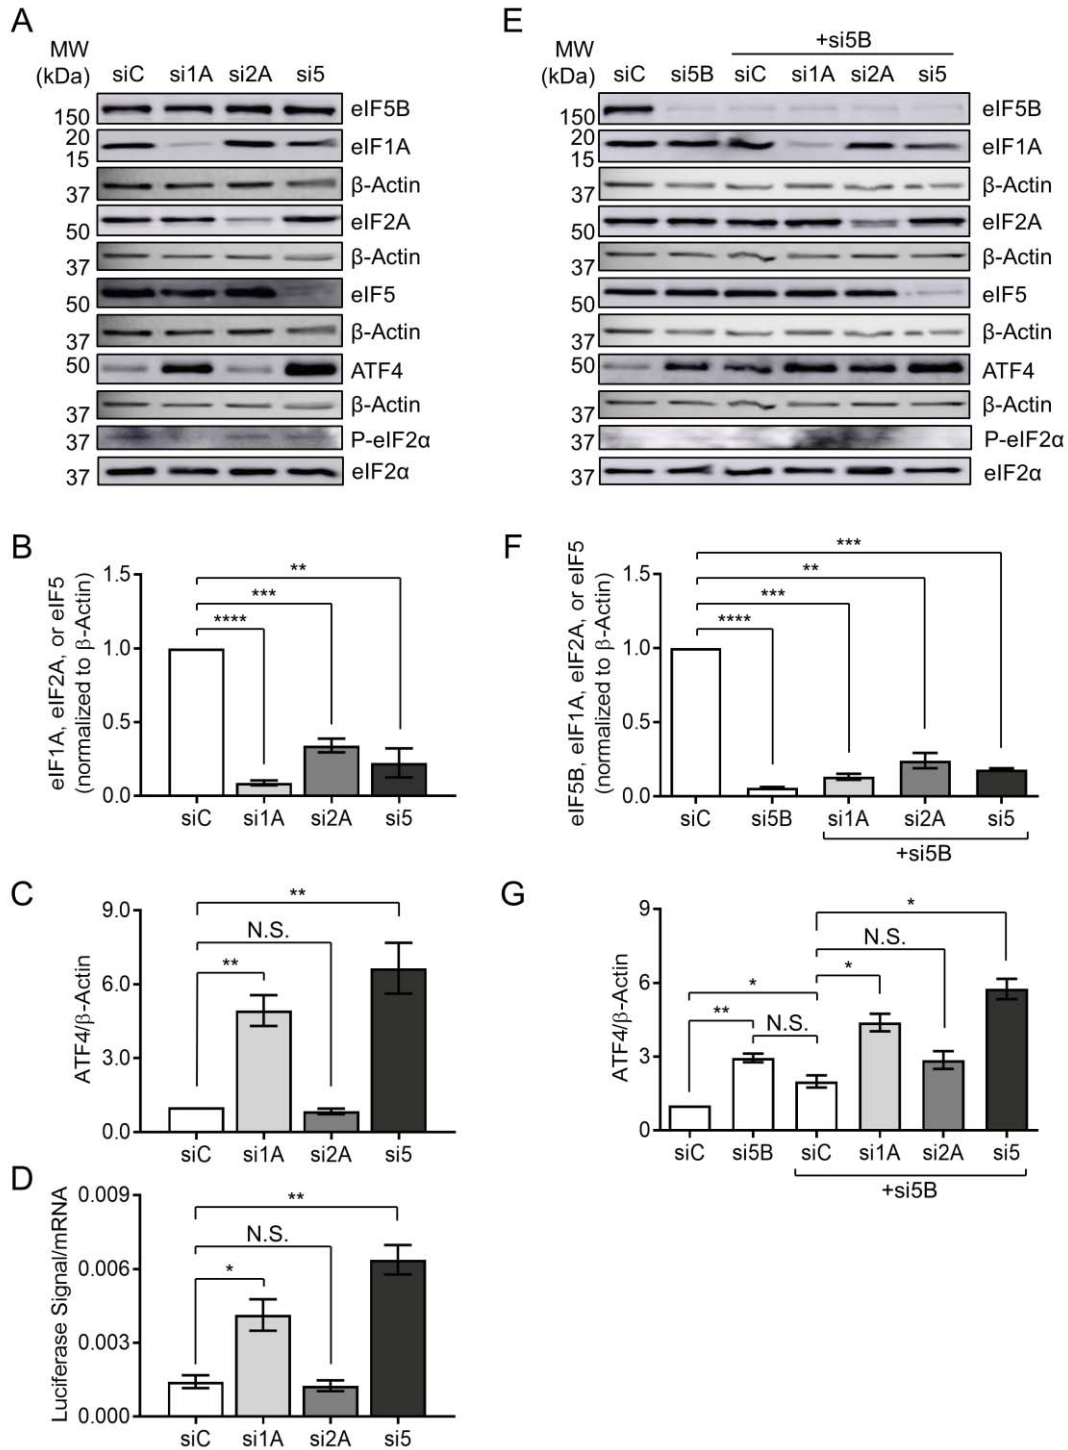 A
MW
(kDa)
siC si1A si2A si5
150 eIF5B
20
15 eIF1A
37 β-Actin
50 eIF2A
37 β-Actin
50 eIF5
37 β-Actin
50 ATF4
37 β-Actin
37 P-eIF2α
37 eIF2α
E
+si5B
MW
(kDa)
siC si5B siC si1A si2A si5
150 eIF5B
20
15 eIF1A
37 β-Actin
50 eIF2A
37 β-Actin
50 eIF5
37 β-Actin
50 ATF4
37 β-Actin
37 P-eIF2α
37 eIF2α
B
eIF1A, eIF2A, or eIF5
(normalized to β-Actin)
1.5
1.0
0.5
0.0
**
***
****
siC si1A si2A si5
F
eIF5B, eIF1A, eIF2A, or eIF5
(normalized to β-Actin)
1.5
1.0
0.5
0.0
***
**
***
****
siC si5B si1A si2A si5
+si5B
C
ATF4/β-Actin
9.0
6.0
3.0
0.0
**
N.S.
**
siC si1A si2A si5
G
ATF4/β-Actin
9
6
3
0
*
N.S.
*
*
**
N.S.
siC si5B siC si1A si2A si5
+si5B
D
Luciferase Signal/mRNA
0.009
0.006
0.003
0.000
**
N.S.
*
siC si1A si2A si5